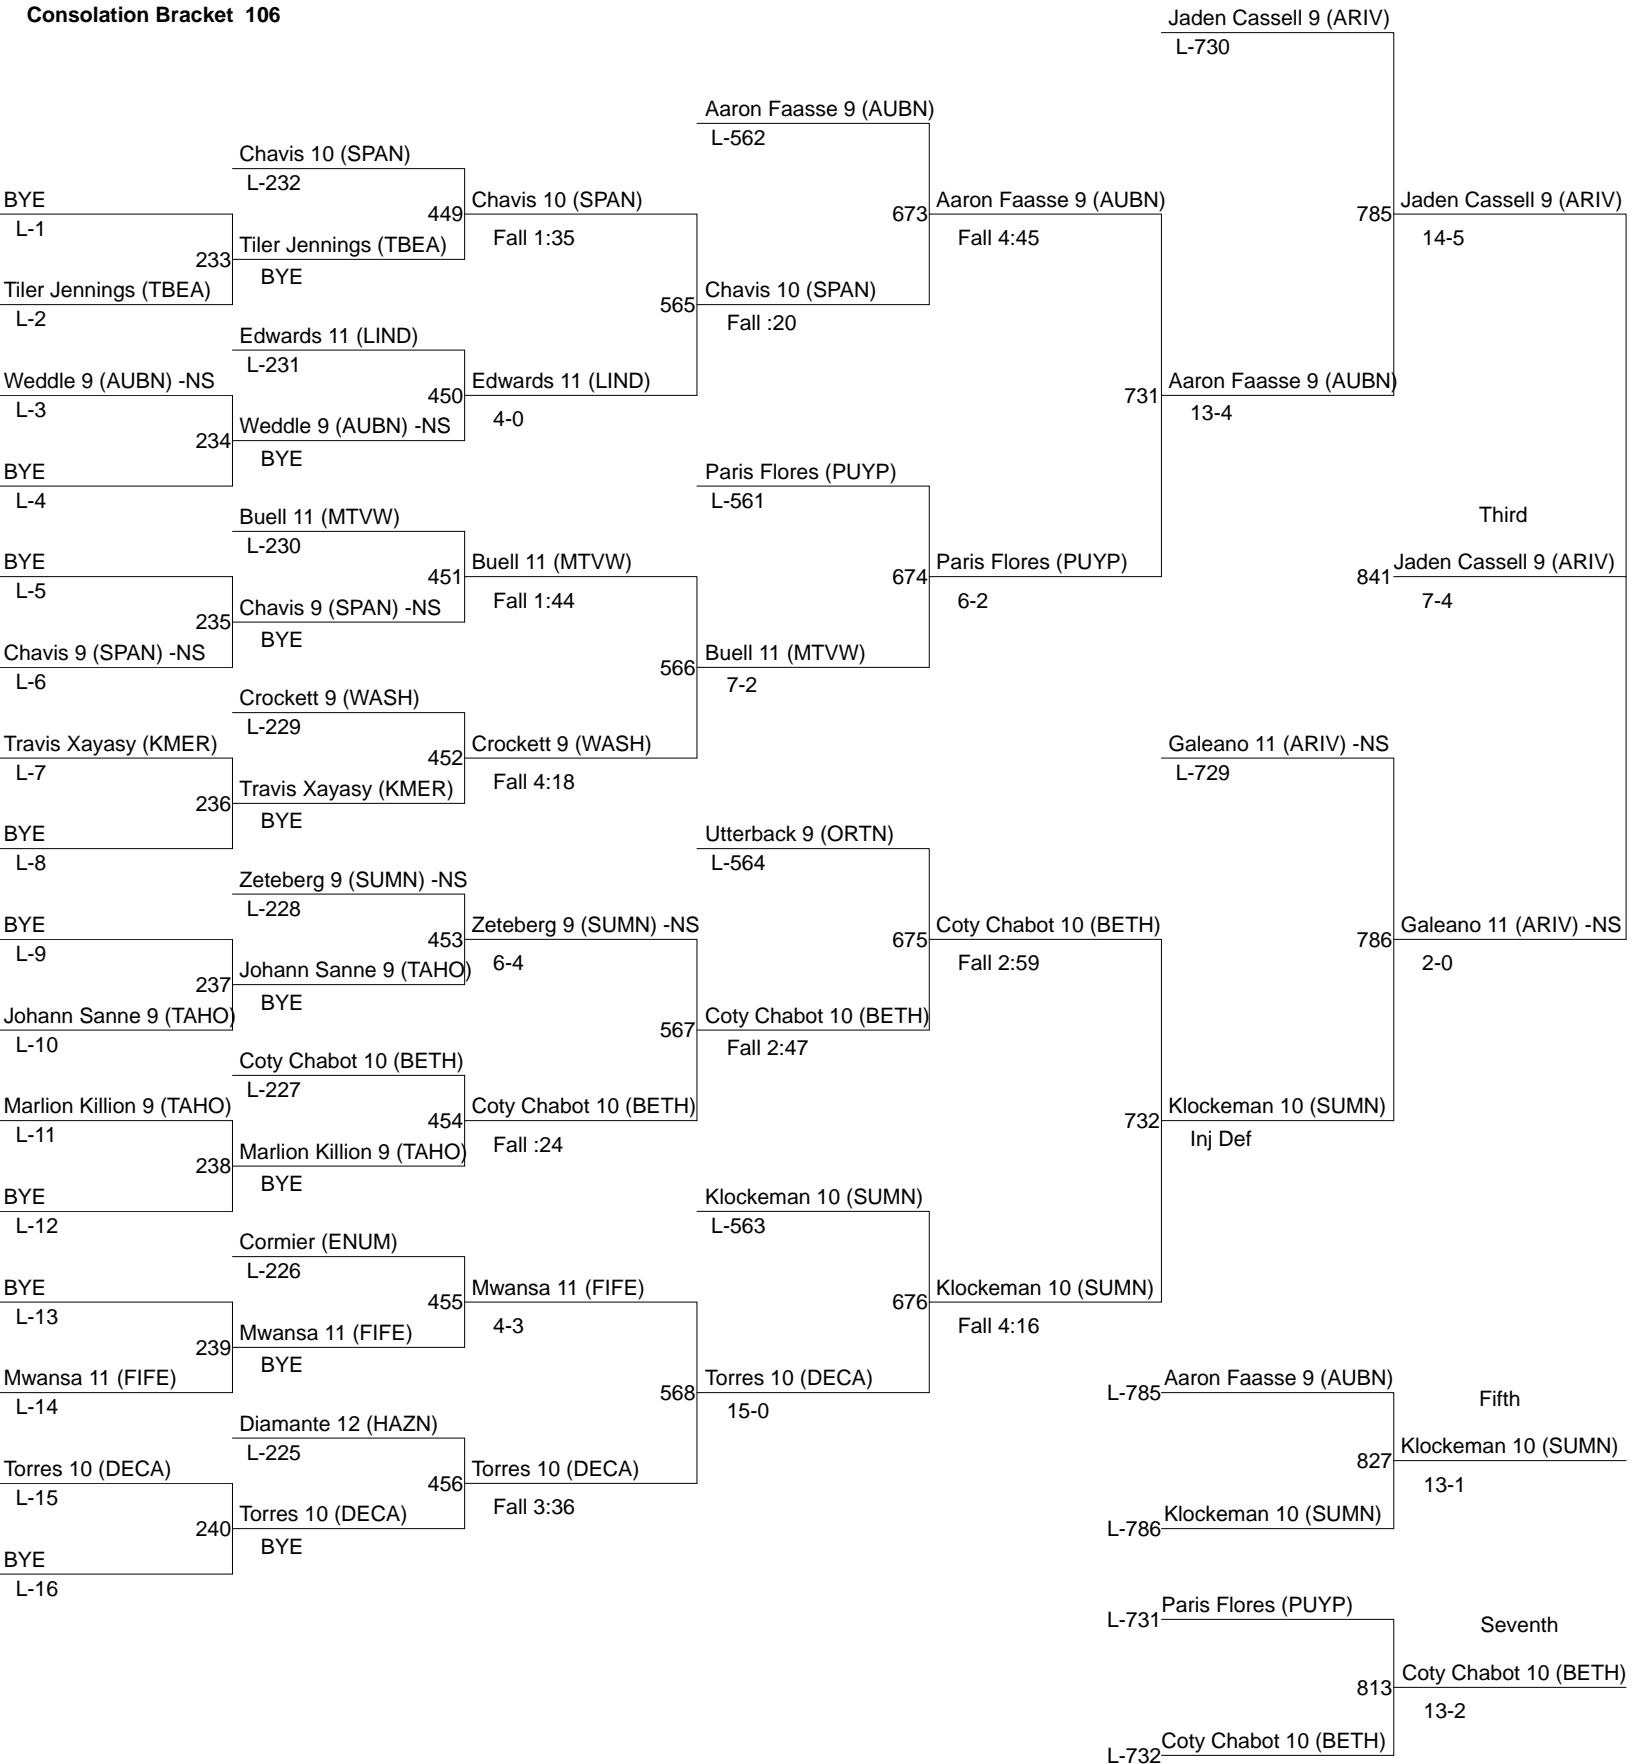 Consolation Bracket 106
BYE
L-1
Tiler Jennings (TBEA)
L-2
Weddle 9 (AUBN) -NS
L-3
BYE
L-4
BYE
L-5
Chavis 9 (SPAN) -NS
L-6
Travis Xayasy (KMER)
L-7
BYE
L-8
BYE
L-9
Johann Sanne 9 (TAHO)
L-10
Marlion Killion 9 (TAHO)
L-11
BYE
L-12
BYE
L-13
Mwansa 11 (FIFE)
L-14
Torres 10 (DECA)
L-15
BYE
L-16
Chavis 10 (SPAN)
L-232
233
Tiler Jennings (TBEA)
BYE
Edwards 11 (LIND)
L-231
234
Weddle 9 (AUBN) -NS
BYE
Buell 11 (MTVW)
L-230
235
Chavis 9 (SPAN) -NS
BYE
Crockett 9 (WASH)
L-229
236
Travis Xayasy (KMER)
BYE
Zeteberg 9 (SUMN) -NS
L-228
237
Johann Sanne 9 (TAHO)
BYE
Coty Chabot 10 (BETH)
L-227
238
Marlion Killion 9 (TAHO)
BYE
Cormier (ENUM)
L-226
239
Mwansa 11 (FIFE)
BYE
Diamante 12 (HAZN)
L-225
240
Torres 10 (DECA)
BYE
449
Chavis 10 (SPAN)
Fall 1:35
450
Edwards 11 (LIND)
4-0
451
Buell 11 (MTVW)
Fall 1:44
452
Crockett 9 (WASH)
Fall 4:18
453
Zeteberg 9 (SUMN) -NS
6-4
454
Coty Chabot 10 (BETH)
Fall :24
455
Mwansa 11 (FIFE)
4-3
456
Torres 10 (DECA)
Fall 3:36
Aaron Faasse 9 (AUBN)
L-562
565
Chavis 10 (SPAN)
Fall :20
Paris Flores (PUYP)
L-561
566
Buell 11 (MTVW)
7-2
Utterback 9 (ORTN)
L-564
567
Coty Chabot 10 (BETH)
Fall 2:47
Klockeman 10 (SUMN)
L-563
568
Torres 10 (DECA)
15-0
673
Aaron Faasse 9 (AUBN)
Fall 4:45
674
Paris Flores (PUYP)
6-2
675
Coty Chabot 10 (BETH)
Fall 2:59
676
Klockeman 10 (SUMN)
Fall 4:16
Jaden Cassell 9 (ARIV)
L-730
731
Aaron Faasse 9 (AUBN)
13-4
Galeano 11 (ARIV) -NS
L-729
732
Klockeman 10 (SUMN)
Inj Def
785
Jaden Cassell 9 (ARIV)
14-5
Third
841
Jaden Cassell 9 (ARIV)
7-4
786
Galeano 11 (ARIV) -NS
2-0
L-785
Aaron Faasse 9 (AUBN)
Fifth
827
Klockeman 10 (SUMN)
13-1
L-786
Klockeman 10 (SUMN)
L-731
Paris Flores (PUYP)
Seventh
813
Coty Chabot 10 (BETH)
13-2
L-732
Coty Chabot 10 (BETH)